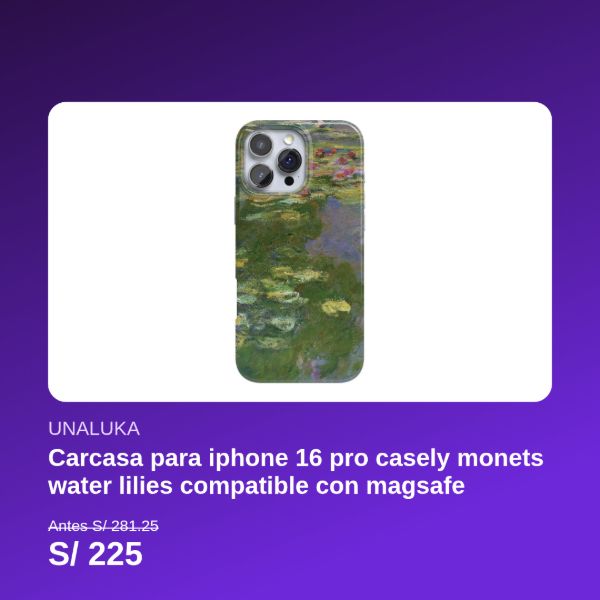 UNALUKA
Carcasa para iphone 16 pro casely monets
water lilies compatible con magsafe
Antes S/ 281.25
S/ 225